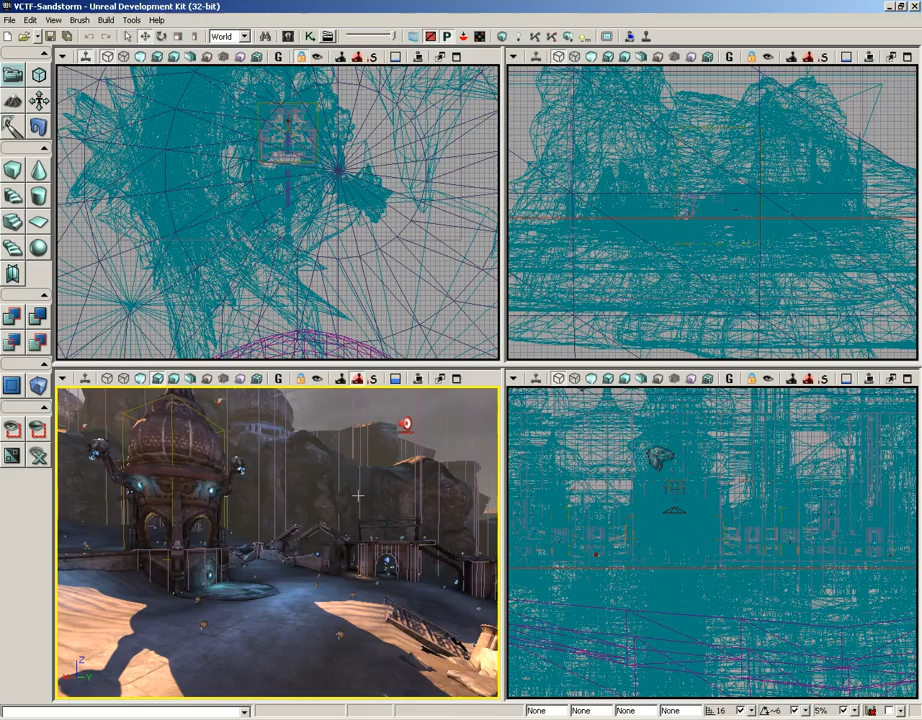 VCTF-Sandstorm - Unreal Development Kit (32-bit)
File Edit View Brush Build Tools Help
World K P
G S G S
G S G S
Z
Y
None None None None 16 ~6 5%